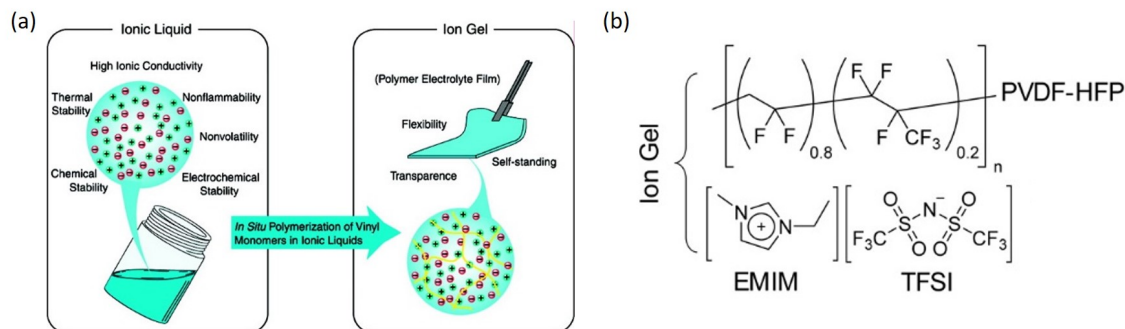 (a)
Ionic Liquid
High Ionic Conductivity
Thermal
Stability
Nonflammability
Nonvolatility
Chemical
Stability
Electrochemical
Stability
In Situ Polymerization of Vinyl
Monomers in Ionic Liquids
Ion Gel
(Polymer Electrolyte Film)
Flexibility
Self-standing
Transparence
(b)
Ion Gel
F F
F F
F CF3
0.8
0.2
n
PVDF-HFP
N
+
N
EMIM
O O
S N− S
F3C O O CF3
TFSI